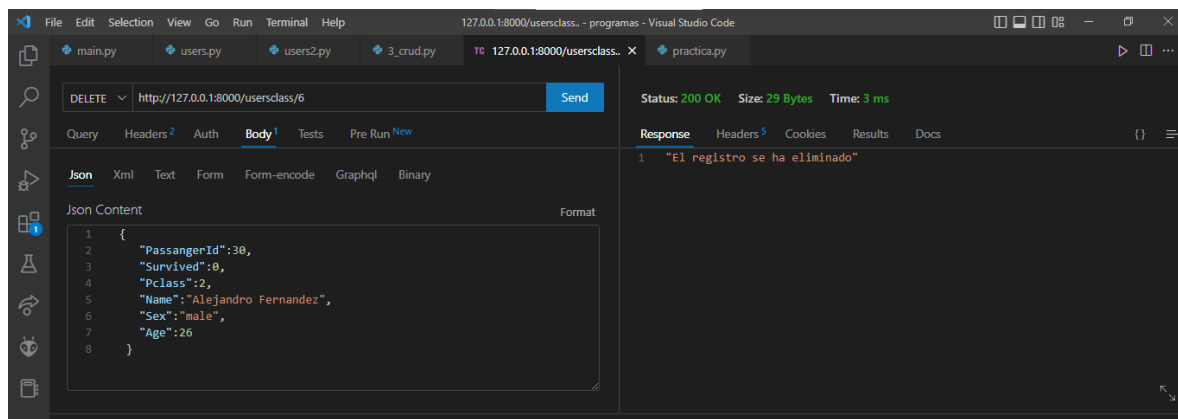 File Edit Selection View Go Run Terminal Help
127.0.0.1:8000/usersclass.. - programas - Visual Studio Code
main.py users.py users2.py 3_crud.py TC 127.0.0.1:8000/usersclass.. practica.py
DELETE http://127.0.0.1:8000/usersclass/6 Send
Query Headers 2 Auth Body 1 Tests Pre Run New
Json Xml Text Form Form-encode Graphql Binary
Json Content Format
1 {
2 "PassangerId":30,
3 "Survived":0,
4 "Pclass":2,
5 "Name":"Alejandro Fernandez",
6 "Sex":"male",
7 "Age":26
8 }
1
Status: 200 OK Size: 29 Bytes Time: 3 ms
Response Headers 5 Cookies Results Docs {}
1 "El registro se ha eliminado"